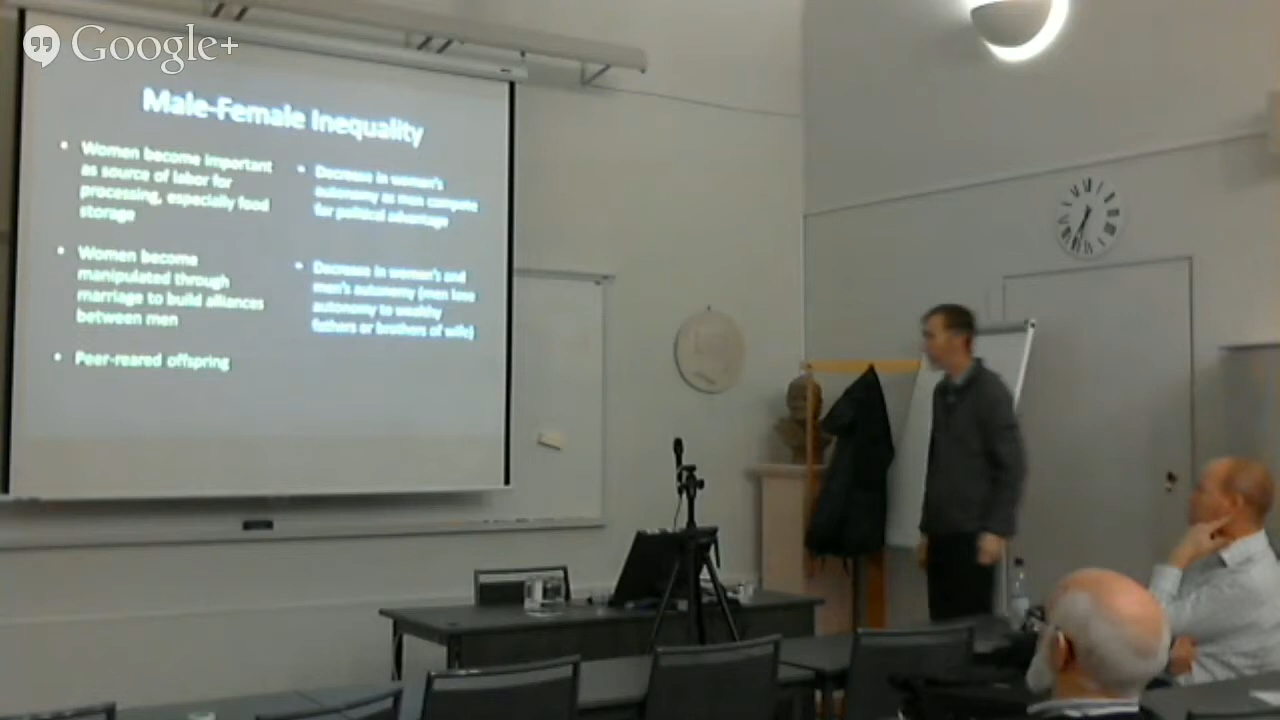 Google+
Male-Female Inequality
• Women become important
as source of labor for
processing, especially food
storage
• Women become
manipulated through
marriage to build alliances
between men
• Peer-reared offspring
• Decrease in women's
autonomy as men compete
for political advantage
• Decrease in women's and
men's autonomy (men lose
autonomy to wealthy
fathers or brothers of wife)